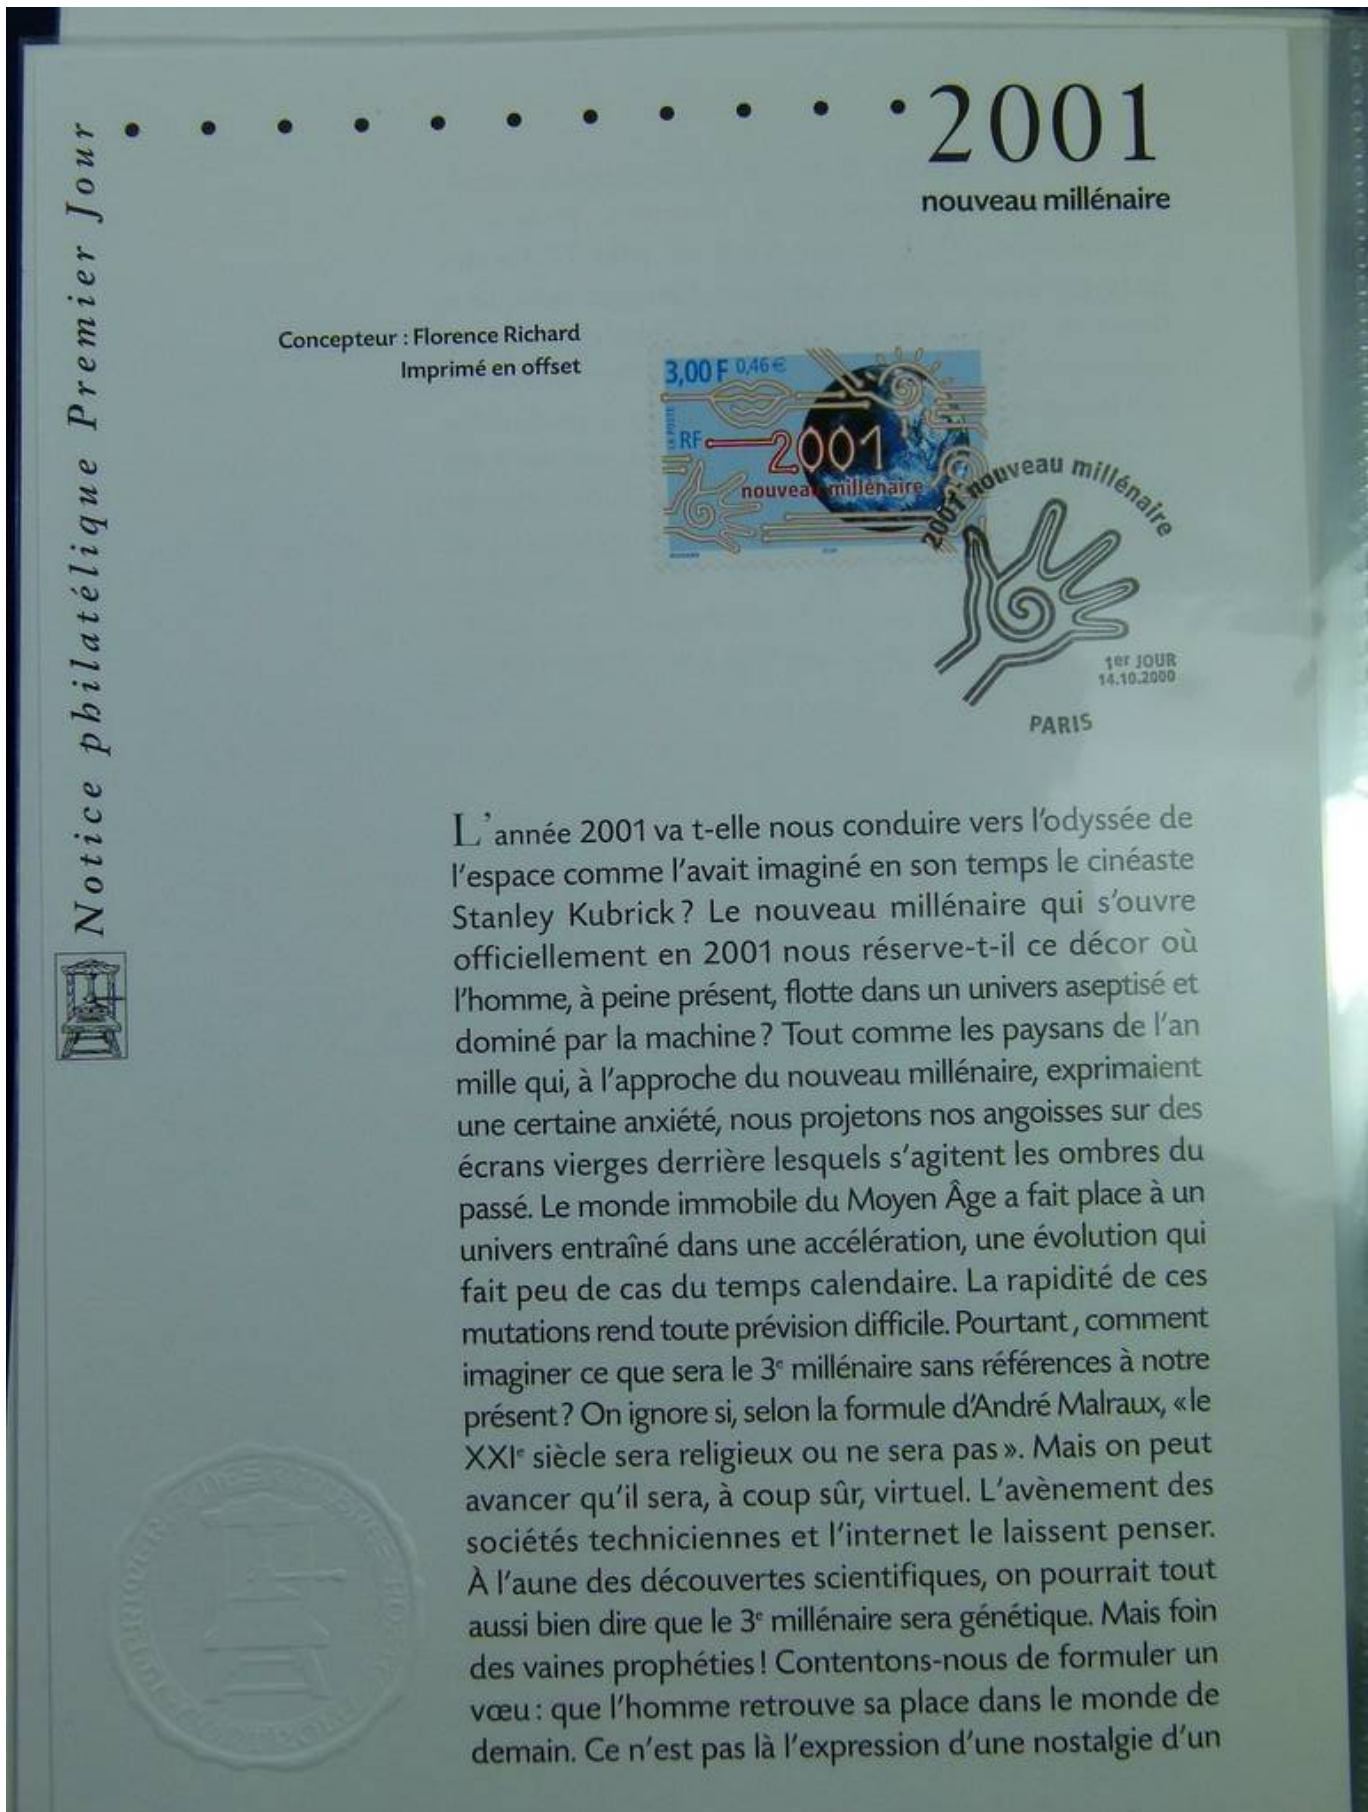 2001
nouveau millénaire
Notice philatélique Premier Jour
Concepteur : Florence Richard
Imprimé en offset
3,00 F 0,46 €
LA POSTE
RF
2001
nouveau millénaire
2001 nouveau millénaire
1er JOUR
14.10.2000
PARIS
L'année 2001 va t-elle nous conduire vers l'odyssée de
l'espace comme l'avait imaginé en son temps le cinéaste
Stanley Kubrick ? Le nouveau millénaire qui s'ouvre
officiellement en 2001 nous réserve-t-il ce décor où
l'homme, à peine présent, flotte dans un univers aseptisé et
dominé par la machine ? Tout comme les paysans de l'an
mille qui, à l'approche du nouveau millénaire, exprimaient
une certaine anxiété, nous projetons nos angoisses sur des
écrans vierges derrière lesquels s'agitent les ombres du
passé. Le monde immobile du Moyen Âge a fait place à un
univers entraîné dans une accélération, une évolution qui
fait peu de cas du temps calendaire. La rapidité de ces
mutations rend toute prévision difficile. Pourtant, comment
imaginer ce que sera le 3e millénaire sans références à notre
présent ? On ignore si, selon la formule d'André Malraux, «le
XXIe siècle sera religieux ou ne sera pas ». Mais on peut
avancer qu'il sera, à coup sûr, virtuel. L'avènement des
sociétés techniciennes et l'internet le laissent penser.
À l'aune des découvertes scientifiques, on pourrait tout
aussi bien dire que le 3e millénaire sera génétique. Mais foin
des vaines prophéties ! Contentons-nous de formuler un
vœu : que l'homme retrouve sa place dans le monde de
demain. Ce n'est pas là l'expression d'une nostalgie d'un